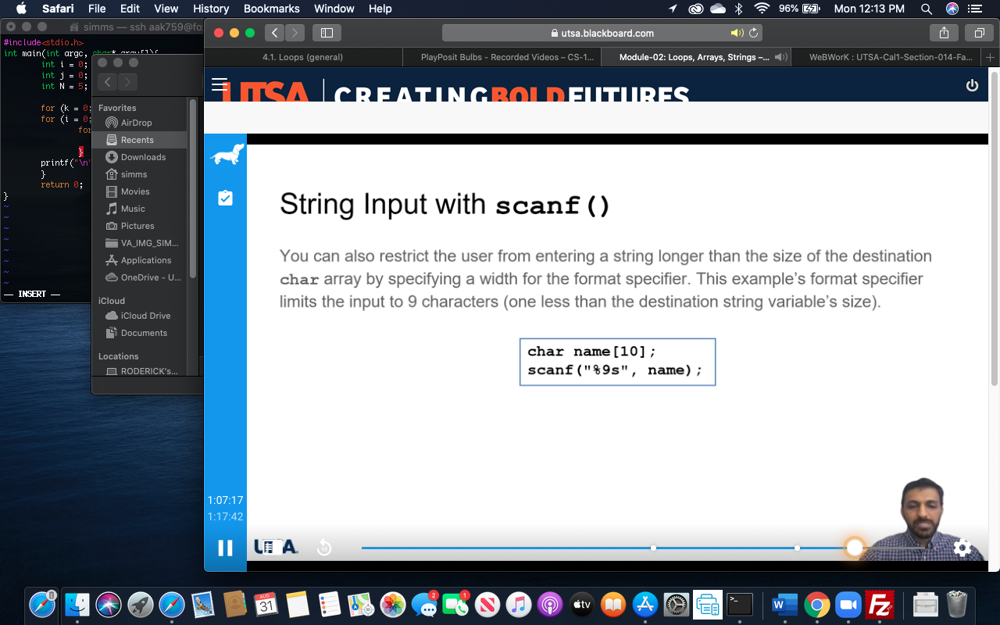 Safari File Edit View History Bookmarks Window Help 96% Mon 12:13 PM
simms — ssh aak759@fo
#include<stdio.h>
int main(int argc, char* argv[]){
int i = 0;
int j = 0;
int N = 5;
for (k = 0;
for (i = 0;
for
}
printf("\n"
}
return 0;
}
~
~
~
~
~
~
~
~
— INSERT —
Favorites
AirDrop
Recents
Downloads
simms
Movies
Music
Pictures
VA_IMG_SIM...
Applications
OneDrive - U...
iCloud
iCloud Drive
Documents
Locations
RODERICK's...
utsa.blackboard.com
4.1. Loops (general)
PlayPosit Bulbs - Recorded Videos – CS-1...
Module-02: Loops, Arrays, Strings –...
WeBWorK : UTSA-Cal1-Section-014-Fa...
UTSA CREATINGBOLDFUTURES
String Input with scanf()
You can also restrict the user from entering a string longer than the size of the destination
char array by specifying a width for the format specifier. This example's format specifier
limits the input to 9 characters (one less than the destination string variable's size).
char name[10];
scanf("%9s", name);
1:07:17
1:17:42
10
AUG
31
2
1
tv
W
FZ